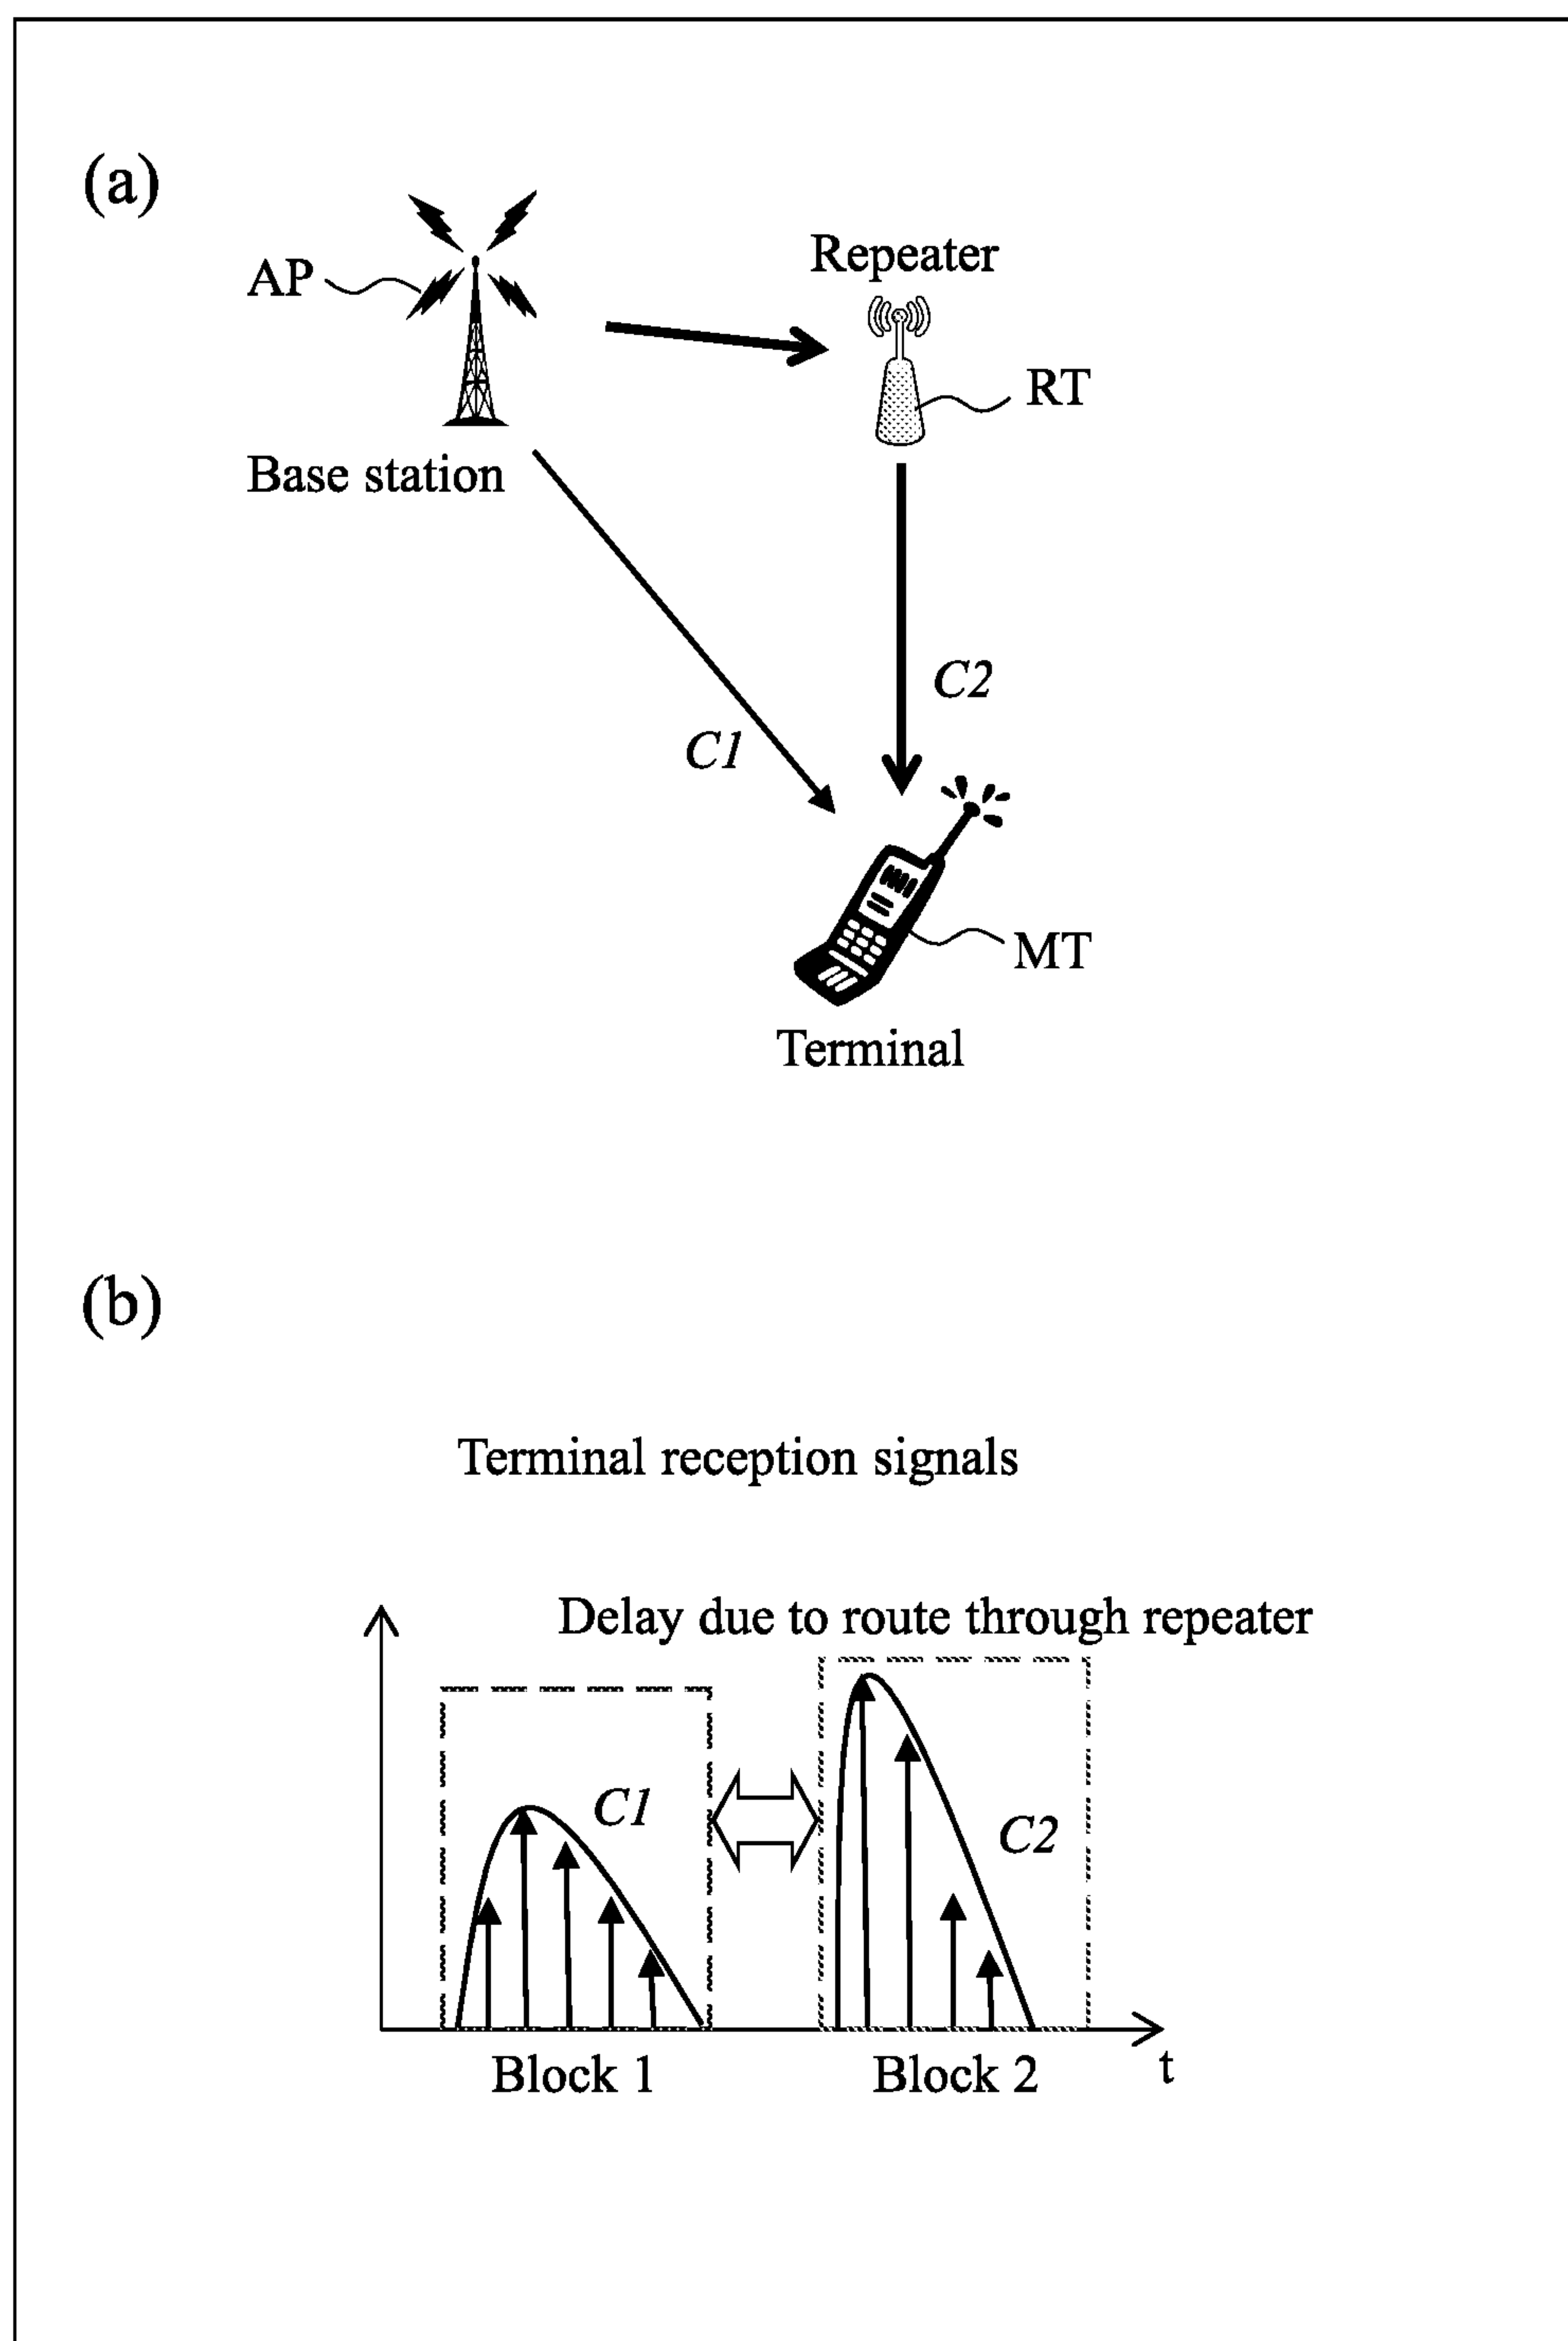 (a)
Repeater
AP
RT
Base station
C2
C1
MT
Terminal
(b)
Terminal reception signals
Delay due to route through repeater
C1
C2
Block 1
Block 2
t